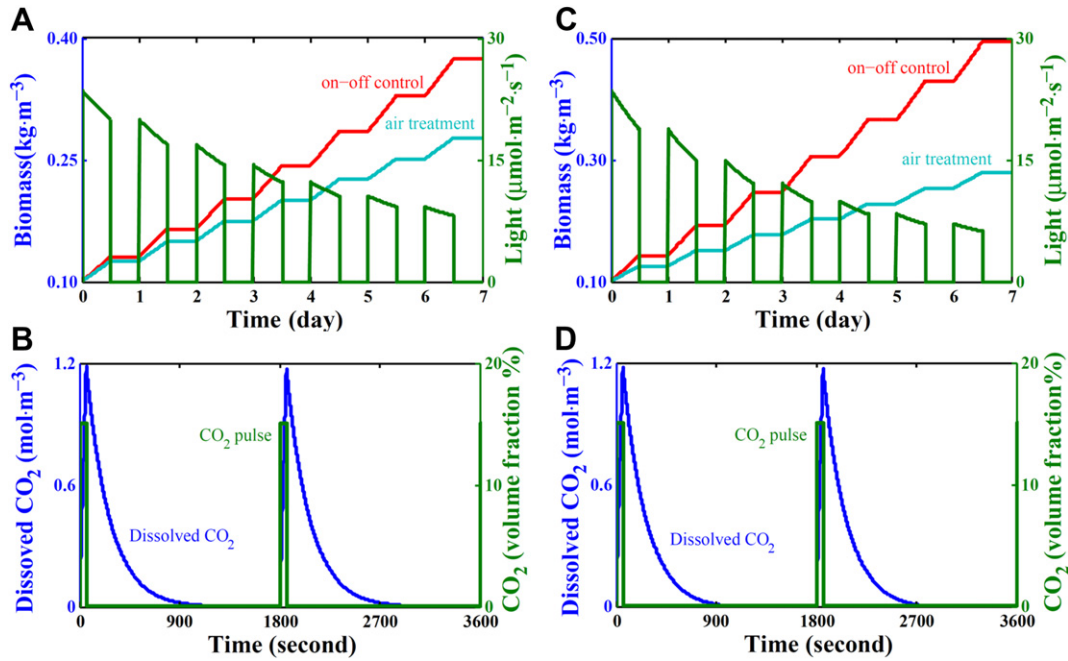 A
Biomass(kg·m−3)
0.40
0.25
0.10
on−off control
air treatment
30
15
0
Light (μmol·m−2·s−1)
0 1 2 3 4 5 6 7
Time (day)
C
Biomass (kg·m−3)
0.50
0.30
0.10
on−off control
air treatment
30
15
0
Light (μmol·m−2·s−1)
0 1 2 3 4 5 6 7
Time (day)
B
Dissoved CO2 (mol·m−3)
1.2
0.6
0
CO2 pulse
Dissolved CO2
20
10
0
CO2 (volume fraction %)
0 900 1800 2700 3600
Time (second)
D
Dissolved CO2 (mol·m−3)
1.2
0.6
0
CO2 pulse
Dissolved CO2
20
10
0
CO2 (volume fraction%)
0 900 1800 2700 3600
Time (second)